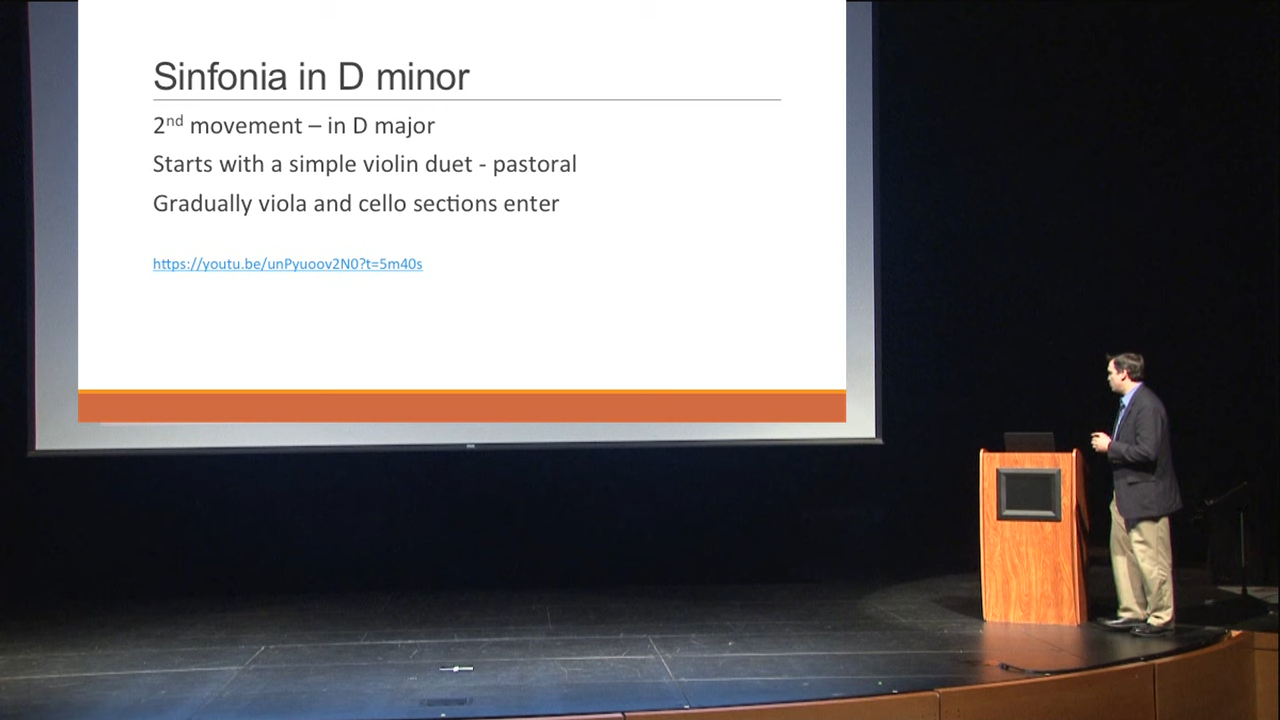 Sinfonia in D minor
2nd movement – in D major
Starts with a simple violin duet - pastoral
Gradually viola and cello sections enter
https://youtu.be/unPyuoov2N0?t=5m40s